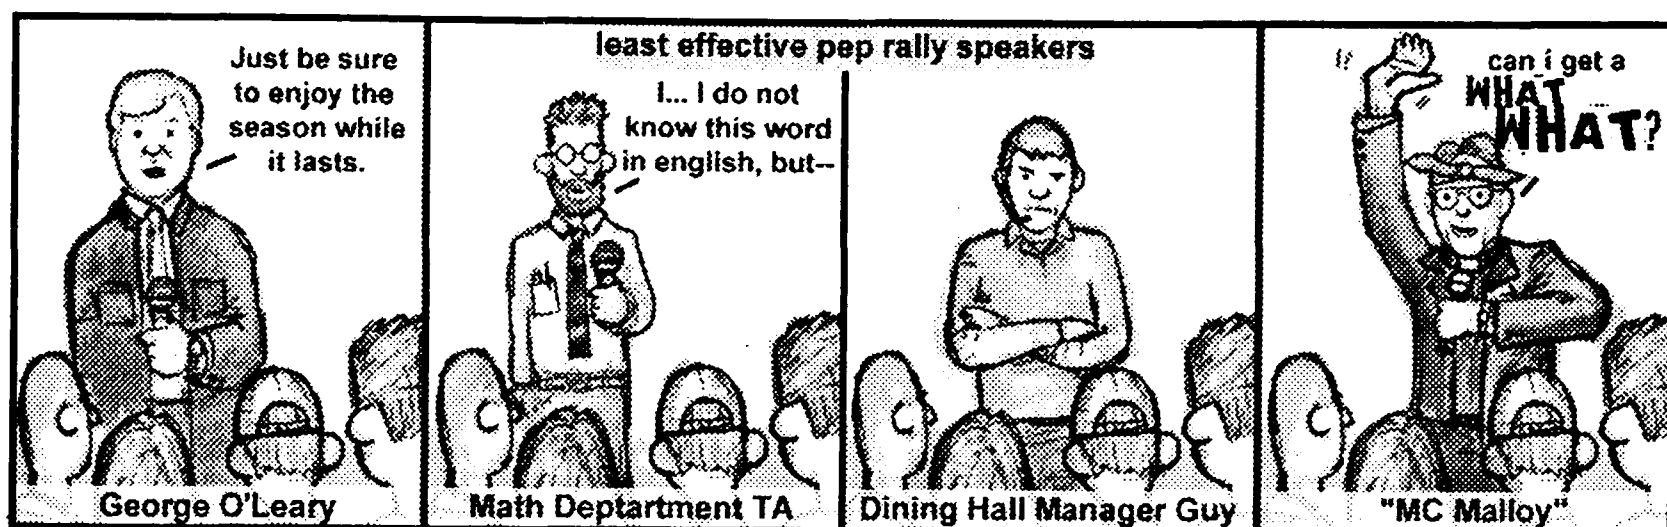 least effective pep rally speakers
Just be sure
to enjoy the
season while
it lasts.
George O'Leary
I... I do not
know this word
in english, but--
Math Deptartment TA
Dining Hall Manager Guy
can i get a
WHAT
WHAT?
"MC Malloy"